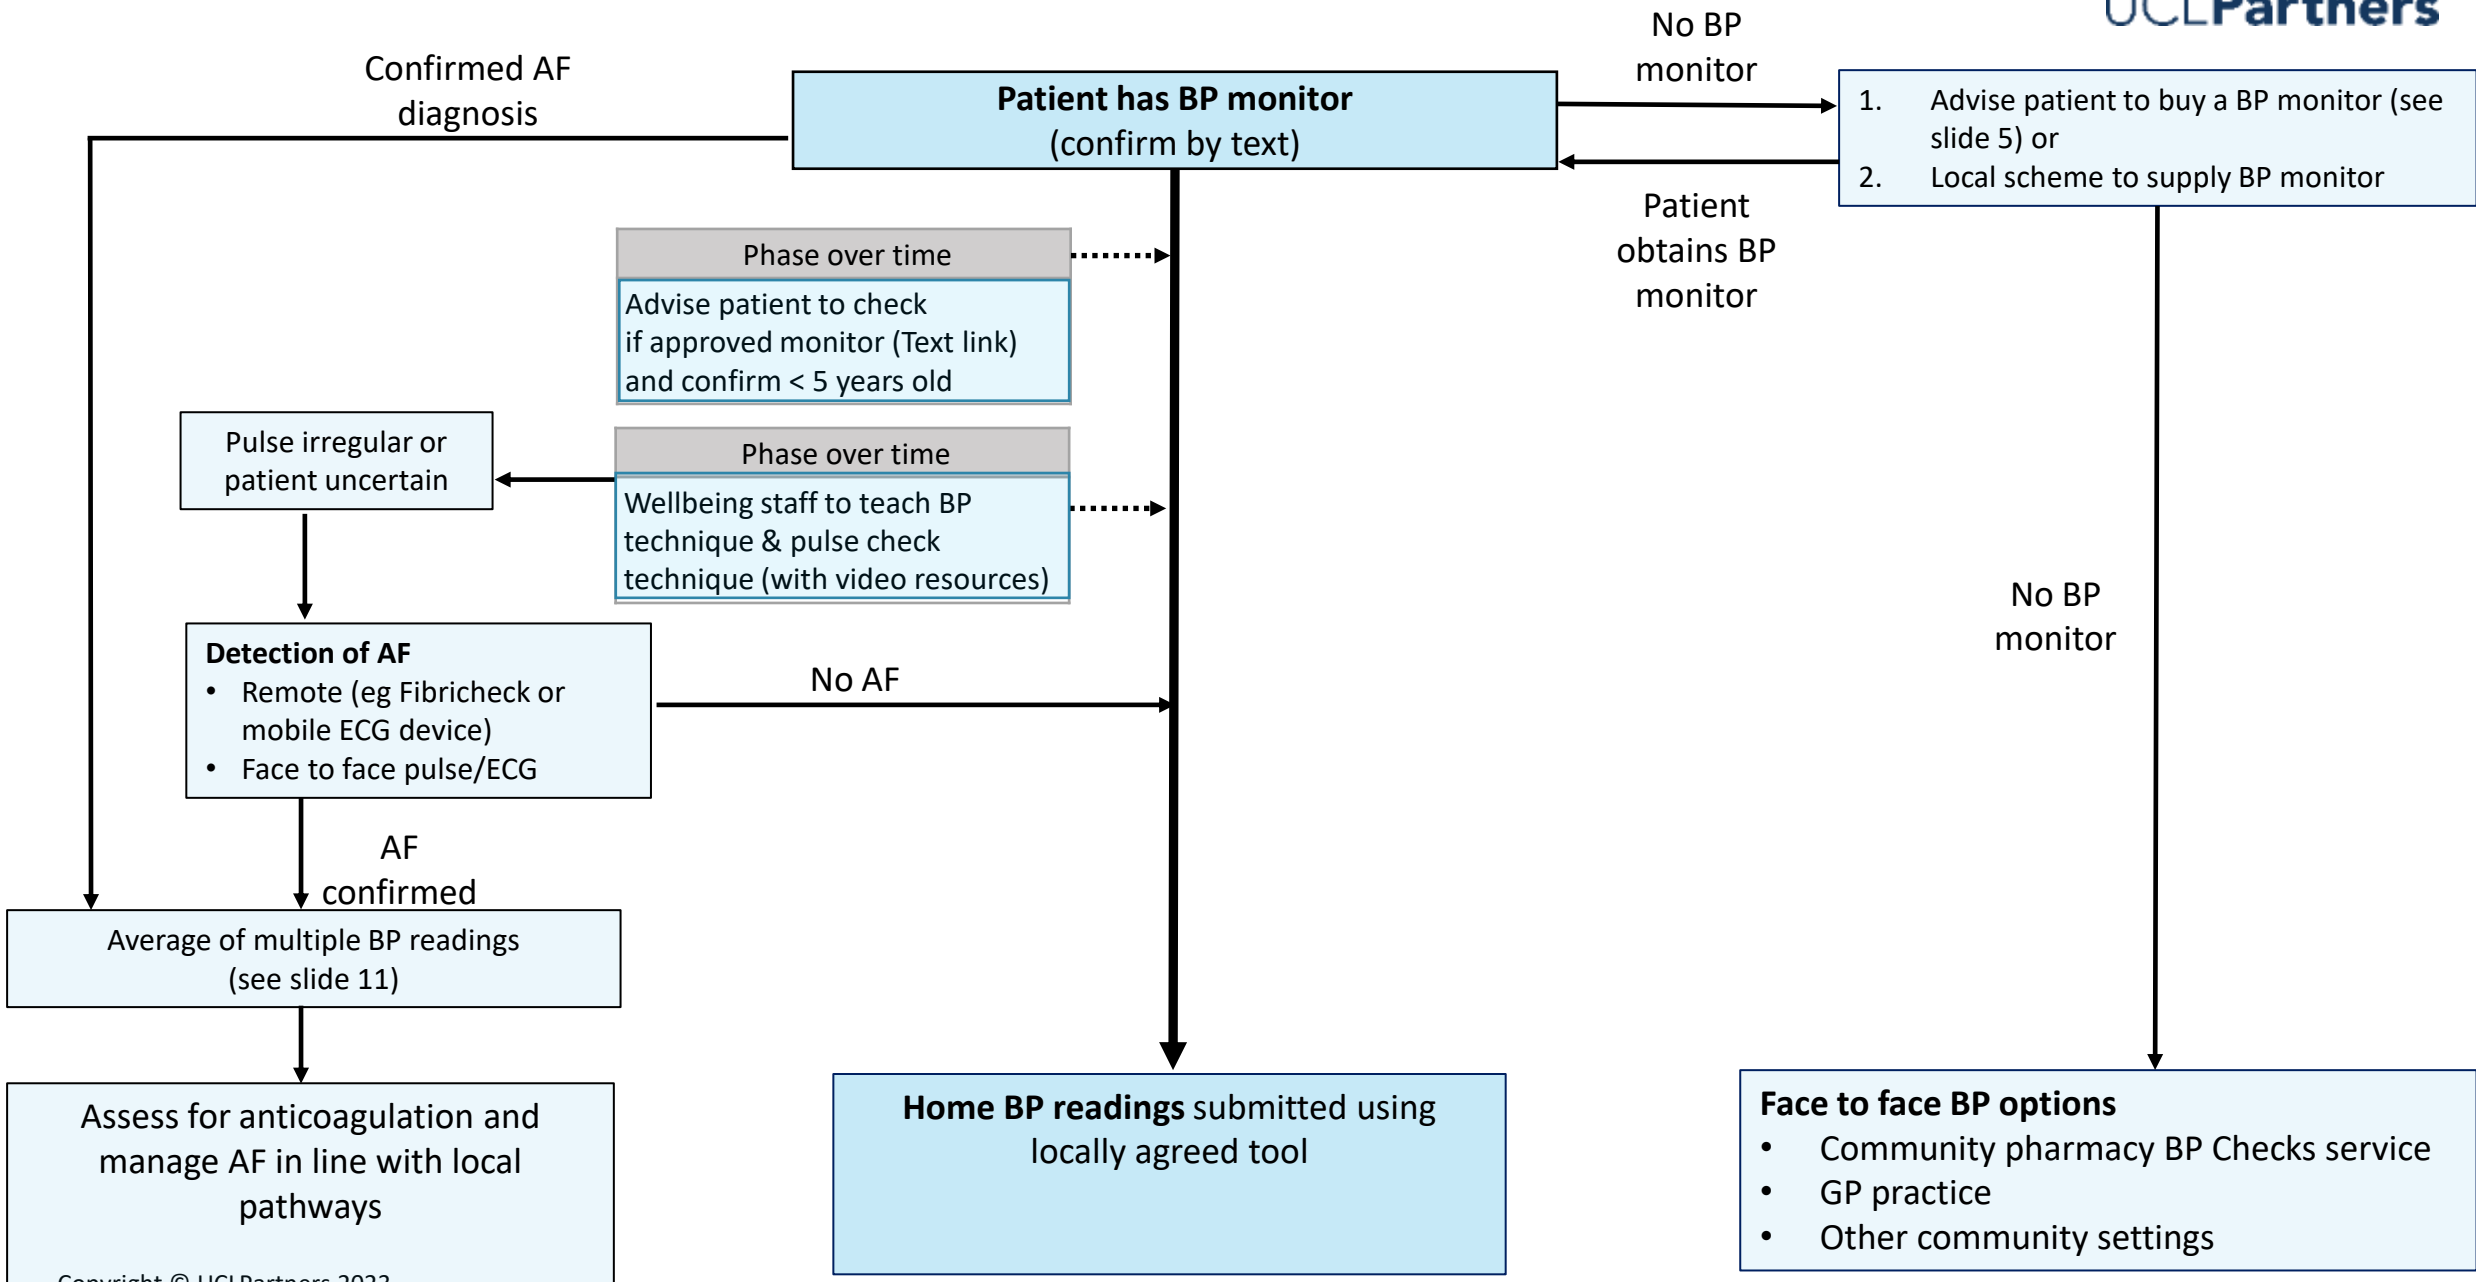 UCLPartners
No BP
monitor
Confirmed AF
diagnosis
Patient has BP monitor
(confirm by text)
1. Advise patient to buy a BP monitor (see
slide 5) or
2. Local scheme to supply BP monitor
Patient
obtains BP
monitor
Phase over time
Advise patient to check
if approved monitor (Text link)
and confirm < 5 years old
Pulse irregular or
patient uncertain
Phase over time
Wellbeing staff to teach BP
technique & pulse check
technique (with video resources)
No BP
monitor
Detection of AF
• Remote (eg Fibricheck or
mobile ECG device)
• Face to face pulse/ECG
No AF
AF
confirmed
Average of multiple BP readings
(see slide 11)
Assess for anticoagulation and
manage AF in line with local
pathways
Home BP readings submitted using
locally agreed tool
Face to face BP options
• Community pharmacy BP Checks service
• GP practice
• Other community settings
Copyright © UCLPartners 2023